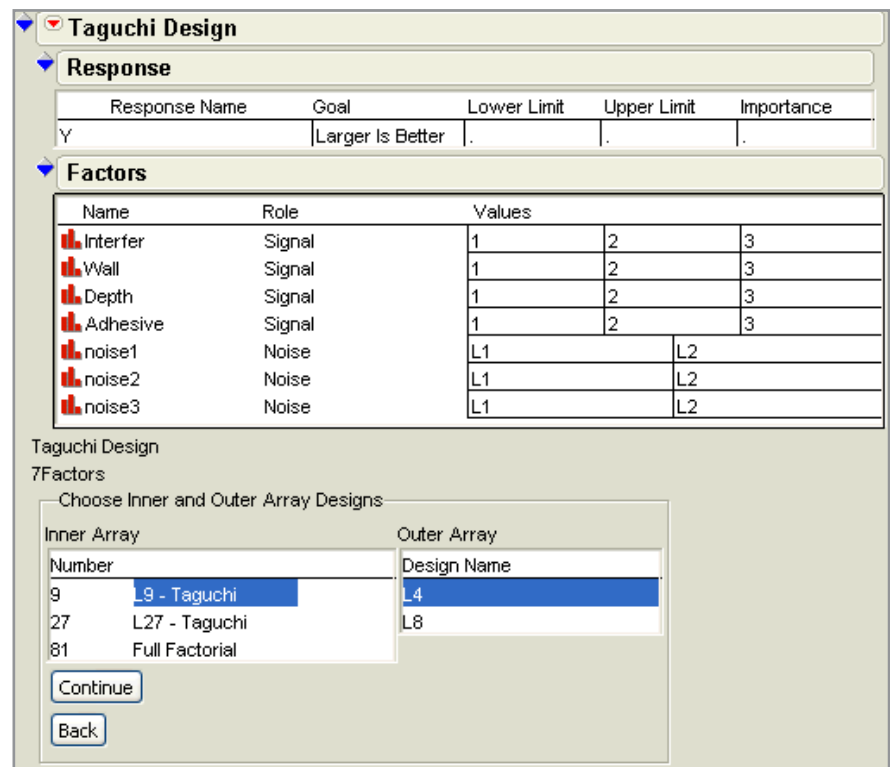 Taguchi Design
Response
Response Name Goal Lower Limit Upper Limit Importance
Y Larger Is Better . . .
Factors
Name Role Values
Interfer Signal 1 2 3
Wall Signal 1 2 3
Depth Signal 1 2 3
Adhesive Signal 1 2 3
noise1 Noise L1 L2
noise2 Noise L1 L2
noise3 Noise L1 L2
Taguchi Design
7Factors
Choose Inner and Outer Array Designs
Inner Array Outer Array
Number Design Name
9 L9 - Taguchi L4
27 L27 - Taguchi L8
81 Full Factorial
Continue
Back